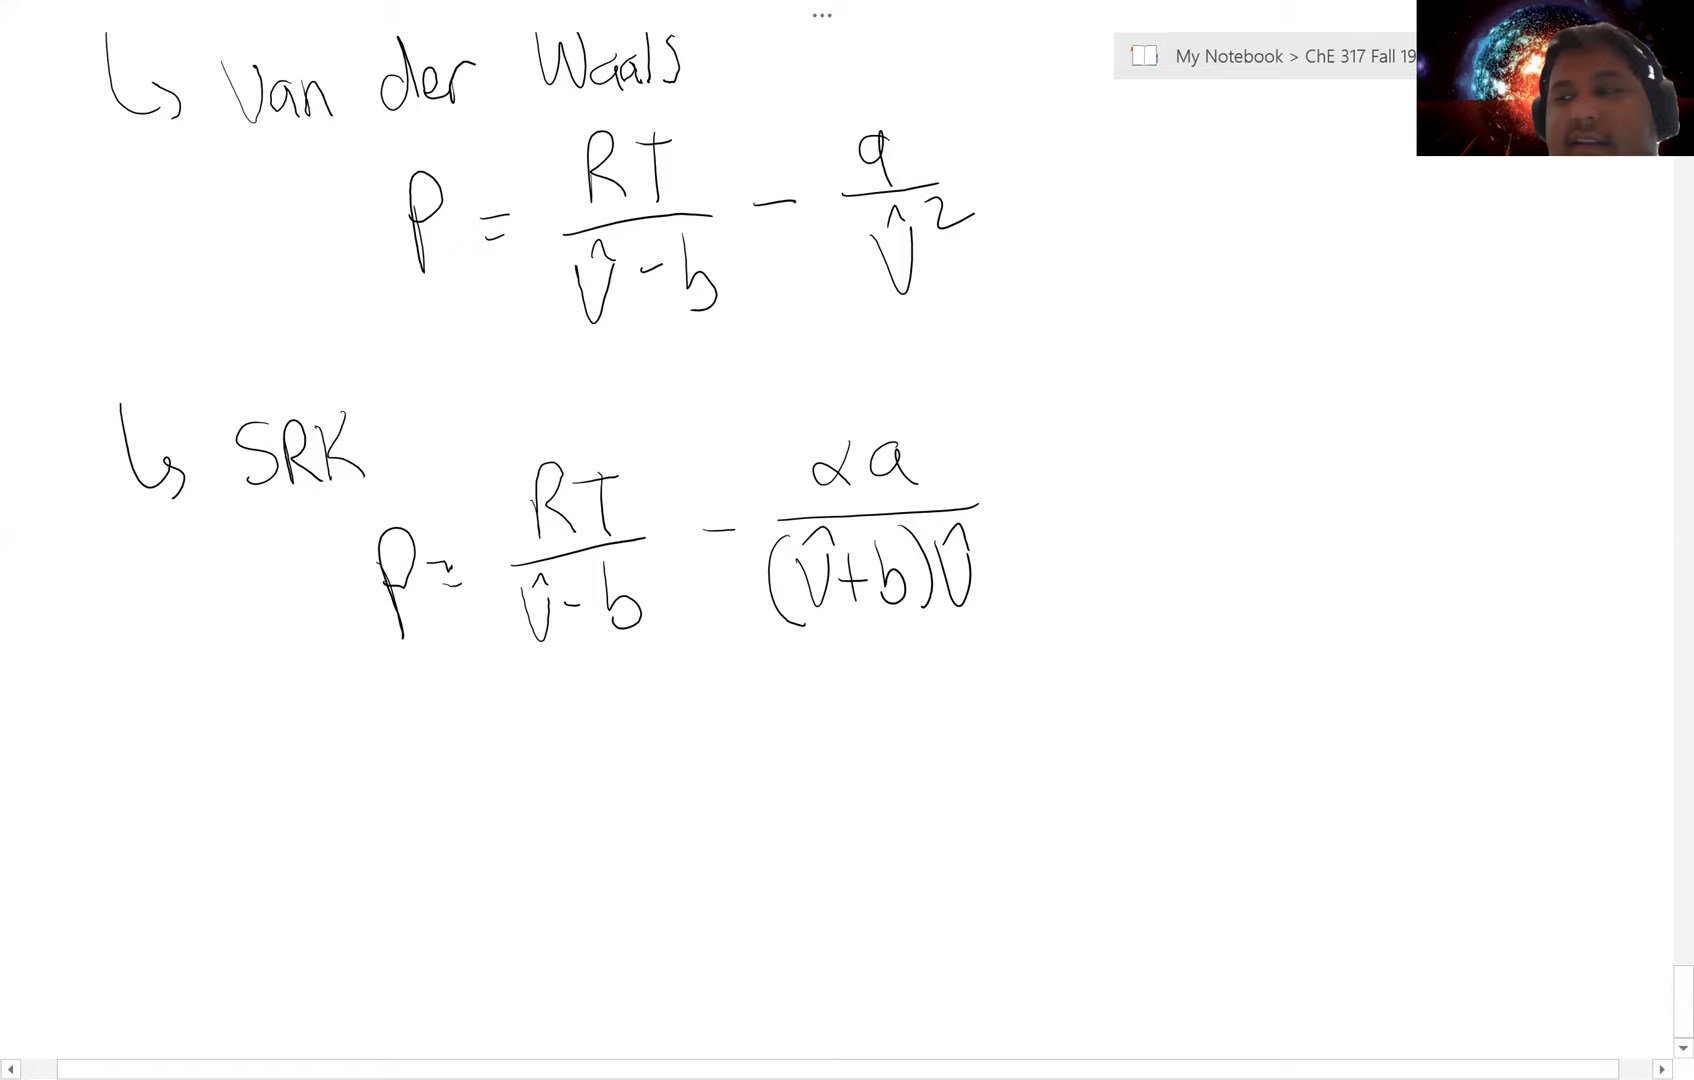 ...
My Notebook > ChE 317 Fall 19
↳ Van der Waals
P = RT / (V̂ - b) - a / V̂²
↳ SRK
P = RT / (V̂ - b) - αa / ((V̂+b)V̂)